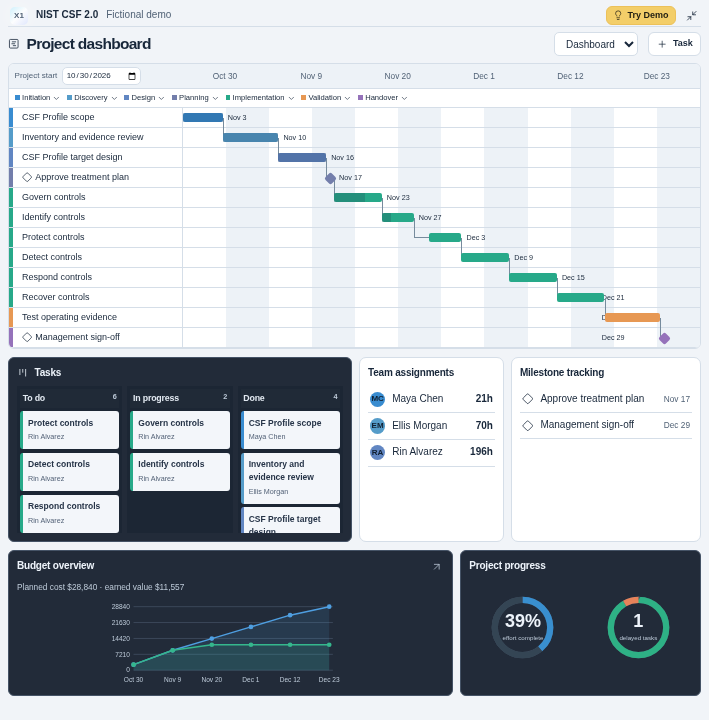 X1 NIST CSF 2.0 Fictional demo Try Demo
Project dashboard Dashboard Task
Project start 10/30/2026 Oct 30 Nov 9 Nov 20 Dec 1 Dec 12 Dec 23
Initiation Discovery Design Planning Implementation Validation Handover
CSF Profile scope Nov 3
Inventory and evidence review Nov 10
CSF Profile target design Nov 16
Approve treatment plan Nov 17
Govern controls Nov 23
Identify controls Nov 27
Protect controls Dec 3
Detect controls Dec 9
Respond controls Dec 15
Recover controls Dec 21
Test operating evidence
Management sign-off Dec 29
Tasks
To do 6
Protect controls
Rin Alvarez
Detect controls
Rin Alvarez
Respond controls
Rin Alvarez
In progress 2
Govern controls
Rin Alvarez
Identify controls
Rin Alvarez
Done 4
CSF Profile scope
Maya Chen
Inventory and
evidence review
Ellis Morgan
CSF Profile target
design
Team assignments
MC Maya Chen 21h
EM Ellis Morgan 70h
RA Rin Alvarez 196h
Milestone tracking
Approve treatment plan Nov 17
Management sign-off Dec 29
Budget overview
Planned cost $28,840 · earned value $11,557
28840
21630
14420
7210
0
Oct 30 Nov 9 Nov 20 Dec 1 Dec 12 Dec 23
Project progress
39%
effort complete
1
delayed tasks